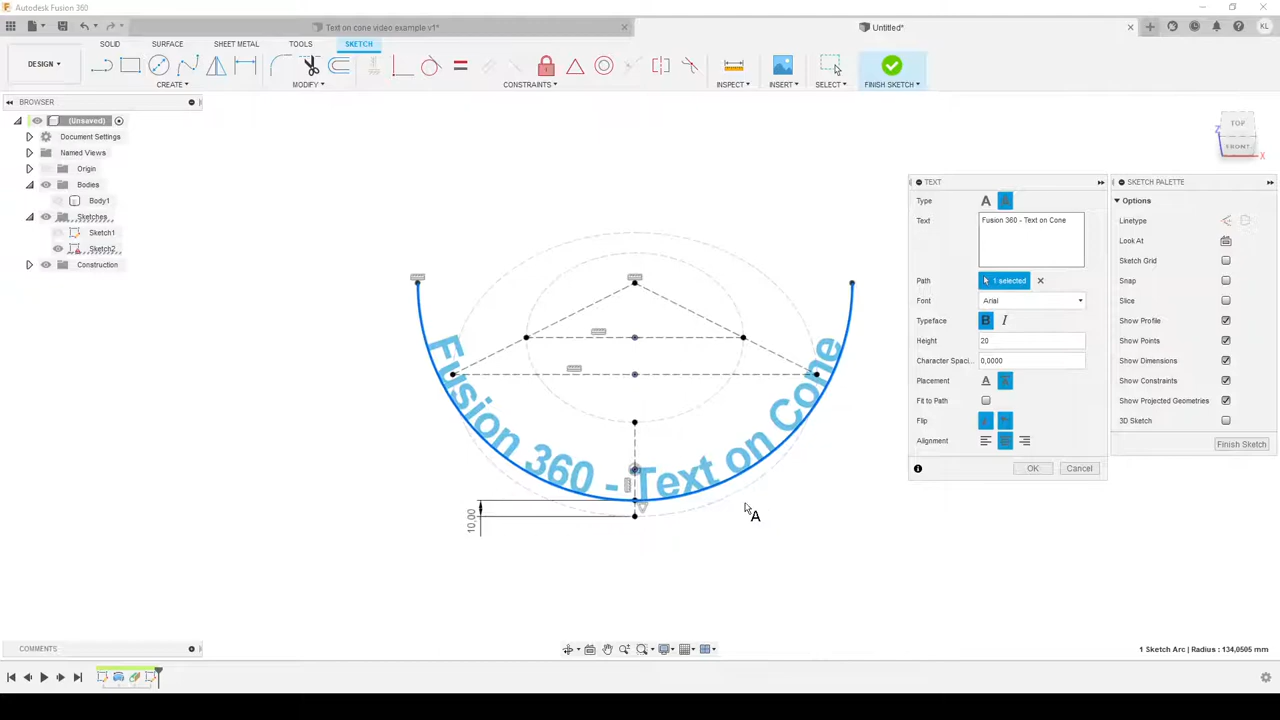 Autodesk Fusion 360
Text on cone video example v1*
Untitled*
KL
DESIGN
SOLID
SURFACE
SHEET METAL
TOOLS
SKETCH
CREATE
MODIFY
CONSTRAINTS
INSPECT
INSERT
SELECT
FINISH SKETCH
BROWSER
(Unsaved)
Document Settings
Named Views
Origin
Bodies
Body1
Sketches
Sketch1
Sketch2
Construction
Fusion 360 - Text on Cone
10,00
TOP
FRONT
Z
X
TEXT
Type
Text
Fusion 360 - Text on Cone
Path
1 selected
Font
Arial
Typeface
B I
Height
20
Character Spaci...
0,0000
Placement
Fit to Path
Flip
Alignment
OK
Cancel
SKETCH PALETTE
Options
Linetype
Look At
Sketch Grid
Snap
Slice
Show Profile
Show Points
Show Dimensions
Show Constraints
Show Projected Geometries
3D Sketch
Finish Sketch
COMMENTS
1 Sketch Arc | Radius : 134,0505 mm